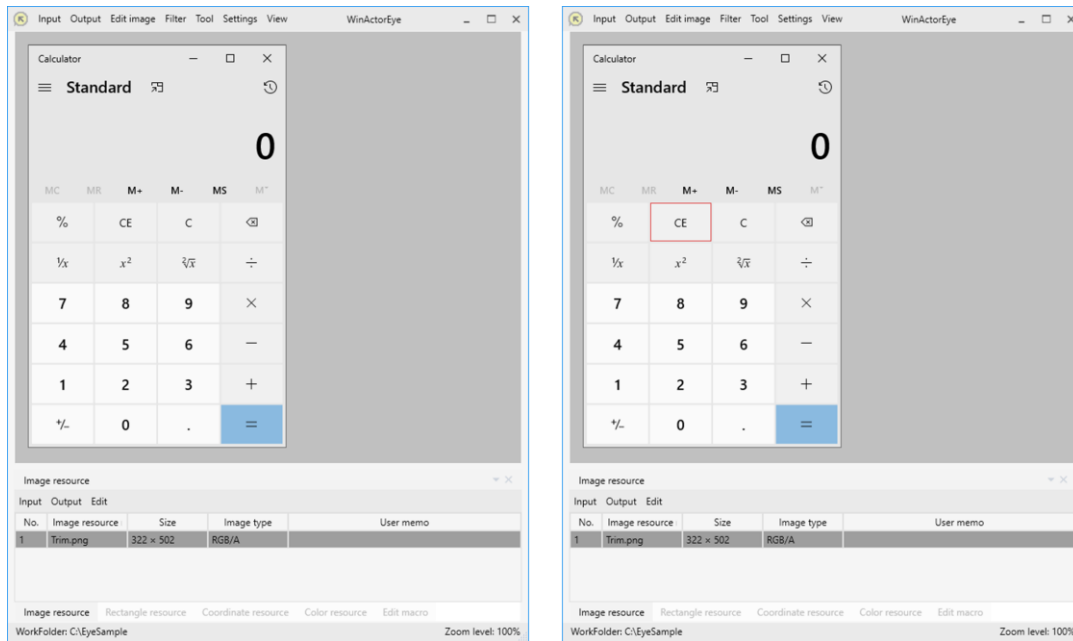 Input Output Edit image Filter Tool Settings View WinActorEye
Calculator
Standard
0
MC MR M+ M- MS M˅
% CE C
¹/x x² ²√x ÷
7 8 9 ×
4 5 6 −
1 2 3 +
+/− 0 . =
Image resource
Input Output Edit
No. Image resource Size Image type User memo
1 Trim.png 322 × 502 RGB/A
Image resource Rectangle resource Coordinate resource Color resource Edit macro
WorkFolder: C:\EyeSample Zoom level: 100%
Input Output Edit image Filter Tool Settings View WinActorEye
Calculator
Standard
0
MC MR M+ M- MS M˅
% CE C
¹/x x² ²√x ÷
7 8 9 ×
4 5 6 −
1 2 3 +
+/− 0 . =
Image resource
Input Output Edit
No. Image resource Size Image type User memo
1 Trim.png 322 × 502 RGB/A
Image resource Rectangle resource Coordinate resource Color resource Edit macro
WorkFolder: C:\EyeSample Zoom level: 100%